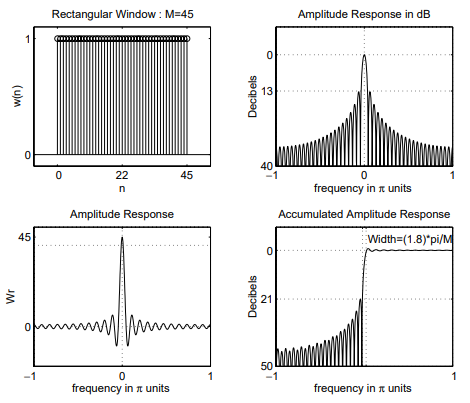 Rectangular Window : M=45
1
0
w(n)
0 22 45
n
Amplitude Response in dB
0
13
40
Decibels
−1 0 1
frequency in π units
Amplitude Response
45
0
Wr
−1 0 1
frequency in π units
Accumulated Amplitude Response
Width=(1.8)*pi/M
0
21
50
Decibels
−1 0 1
frequency in π units